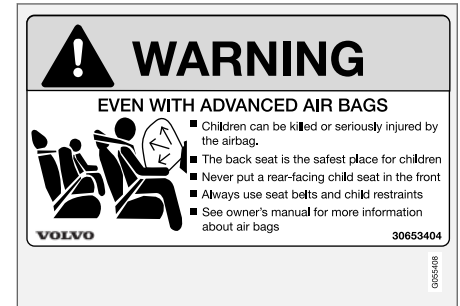 WARNING
EVEN WITH ADVANCED AIR BAGS
■ Children can be killed or seriously injured by
the airbag.
■ The back seat is the safest place for children
■ Never put a rear-facing child seat in the front
■ Always use seat belts and child restraints
■ See owner's manual for more information
about air bags
VOLVO
30653404
G055408